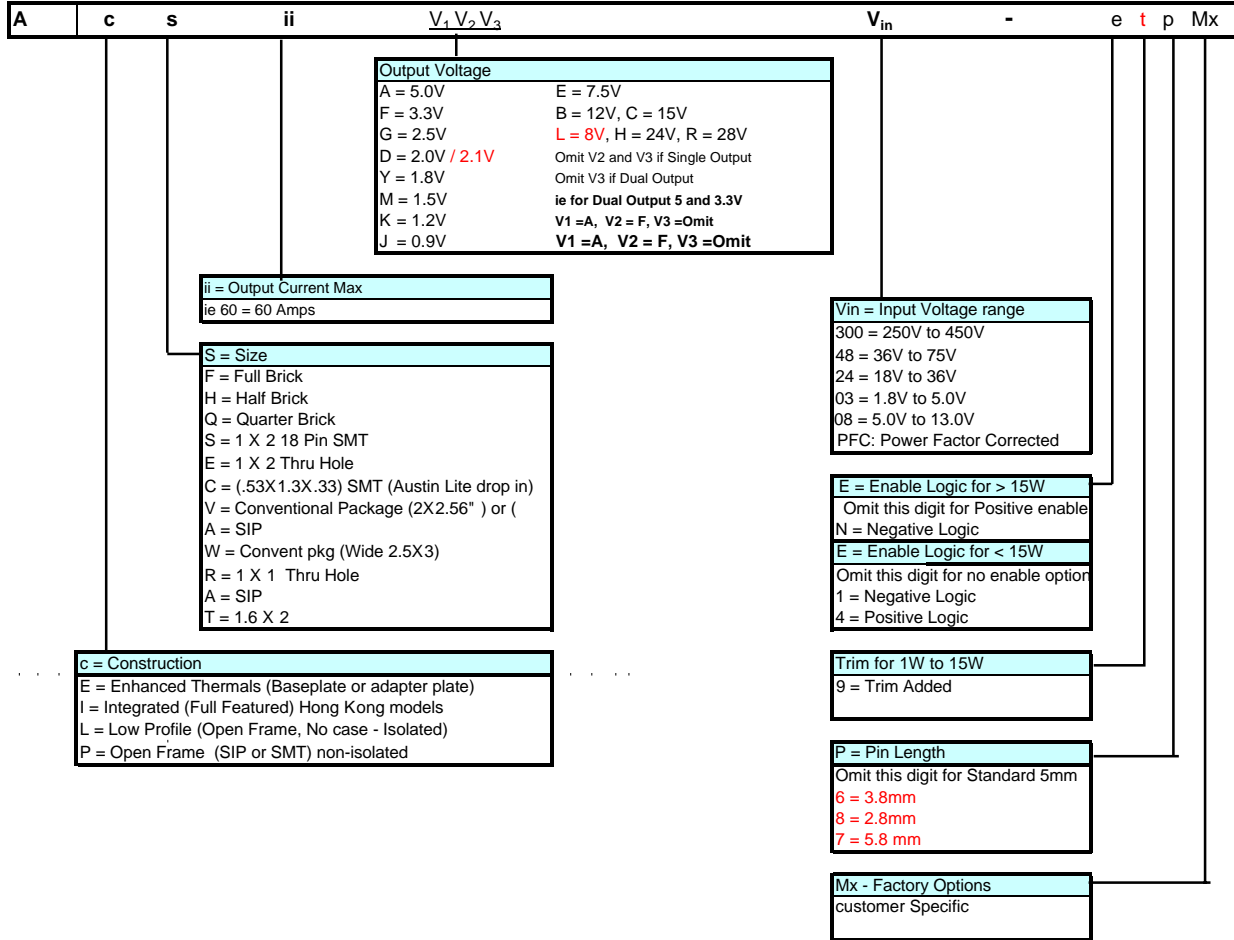 A c s ii V1 V2 V3 Vin - e t p Mx
Output Voltage
A = 5.0V E = 7.5V
F = 3.3V B = 12V, C = 15V
G = 2.5V L = 8V, H = 24V, R = 28V
D = 2.0V / 2.1V Omit V2 and V3 if Single Output
Y = 1.8V Omit V3 if Dual Output
M = 1.5V ie for Dual Output 5 and 3.3V
K = 1.2V V1 =A, V2 = F, V3 =Omit
J = 0.9V V1 =A, V2 = F, V3 =Omit
ii = Output Current Max
ie 60 = 60 Amps
S = Size
F = Full Brick
H = Half Brick
Q = Quarter Brick
S = 1 X 2 18 Pin SMT
E = 1 X 2 Thru Hole
C = (.53X1.3X.33) SMT (Austin Lite drop in)
V = Conventional Package (2X2.56" ) or (
A = SIP
W = Convent pkg (Wide 2.5X3)
R = 1 X 1 Thru Hole
A = SIP
T = 1.6 X 2
c = Construction
E = Enhanced Thermals (Baseplate or adapter plate)
I = Integrated (Full Featured) Hong Kong models
L = Low Profile (Open Frame, No case - Isolated)
P = Open Frame (SIP or SMT) non-isolated
Vin = Input Voltage range
300 = 250V to 450V
48 = 36V to 75V
24 = 18V to 36V
03 = 1.8V to 5.0V
08 = 5.0V to 13.0V
PFC: Power Factor Corrected
E = Enable Logic for > 15W
Omit this digit for Positive enable
N = Negative Logic
E = Enable Logic for < 15W
Omit this digit for no enable option
1 = Negative Logic
4 = Positive Logic
Trim for 1W to 15W
9 = Trim Added
P = Pin Length
Omit this digit for Standard 5mm
6 = 3.8mm
8 = 2.8mm
7 = 5.8 mm
Mx - Factory Options
customer Specific